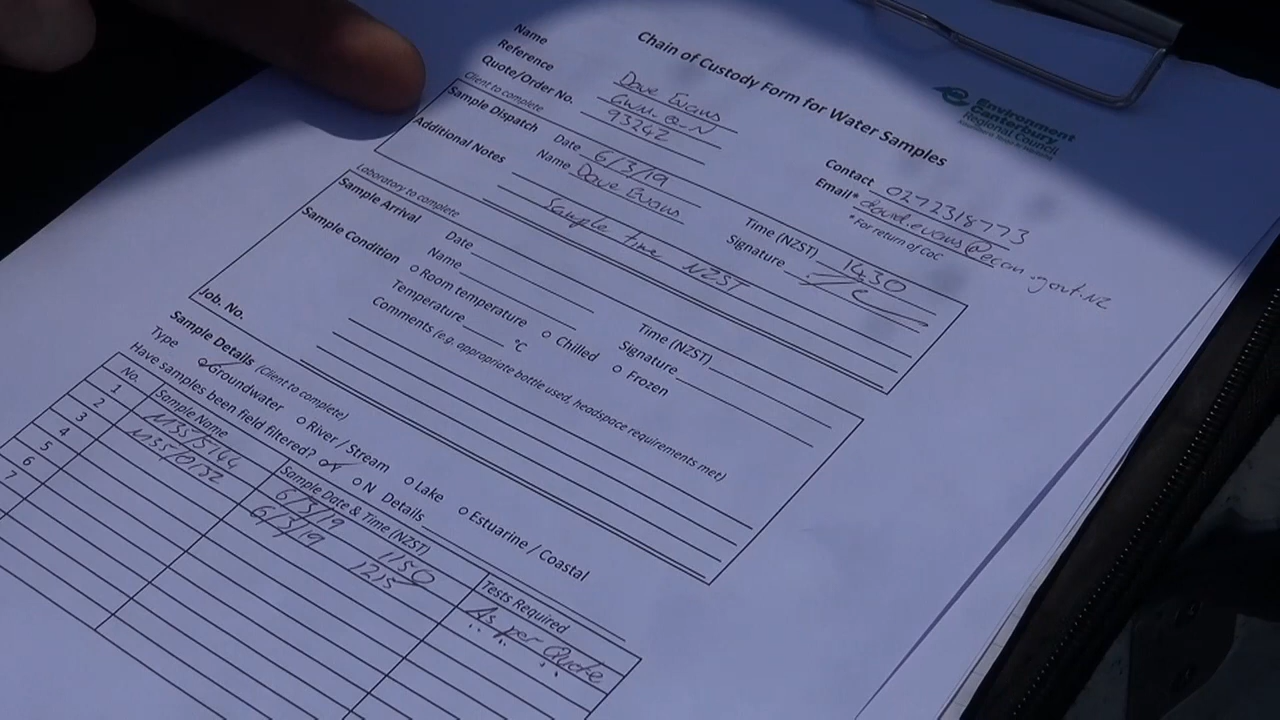 Chain of Custody Form for Water Samples
Environment
Canterbury
Regional Council
Name Dave Evans
Reference GWM.Q.N
Quote/Order No. 93242
Contact 0272318773
Email* david.evans@ecan.govt.nz
*For return of CoC
Client to complete
Sample Dispatch Date 6/3/19 Time (NZST) 1430
Name Dave Evans Signature
Additional Notes Sample time NZST
Laboratory to complete
Sample Arrival Date Time (NZST)
Name Signature
Sample Condition Room temperature Chilled Frozen
Temperature °C
Comments (e.g. appropriate bottle used, headspace requirements met)
Job. No.
Sample Details (Client to complete)
Type Groundwater River / Stream Lake Estuarine / Coastal
Have samples been field filtered? N Details
No. Sample Name Sample Date & Time (NZST) Tests Required
1 M35/5144 6/3/19 1150 As per Quote
2 M35/0152 6/3/19 1215 " " "
3
4
5
6
7